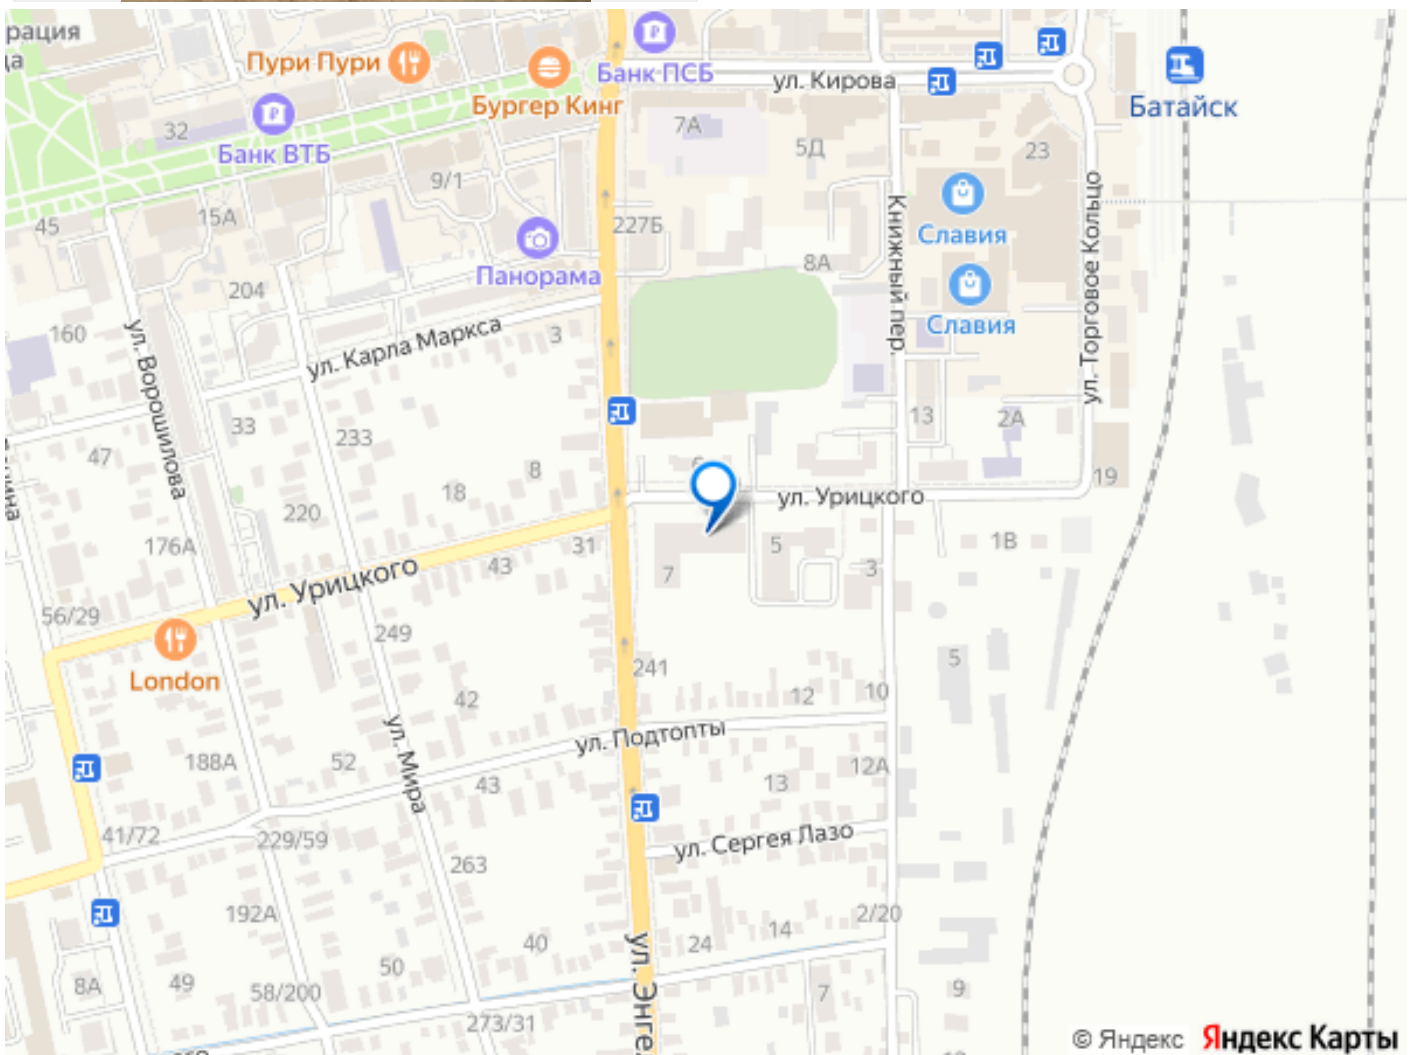 рация
ца
Пури Пури
Бургер Кинг
Банк ПСБ
ул. Кирова
Батайск
32
Банк ВТБ
7А
5Д
23
9/1
45
15А
227Б
Славия
Панорама
8А
Книжный пер.
ул. Торговое Кольцо
204
160
ул. Ворошилова
ул. Карла Маркса
3
Славия
33
233
13
2А
47
8
18
19
ул. Урицкого
220
176А
31
43
5
1В
7
3
ул. Урицкого
56/29
249
London
241
5
42
12
10
ул. Мира
ул. Подтопты
188А
52
43
13
12А
41/72
229/59
ул. Сергея Лазо
263
192А
2/20
14
24
40
ул. Энге
50
49
8А
58/200
7
9
273/31
© Яндекс Яндекс Карты